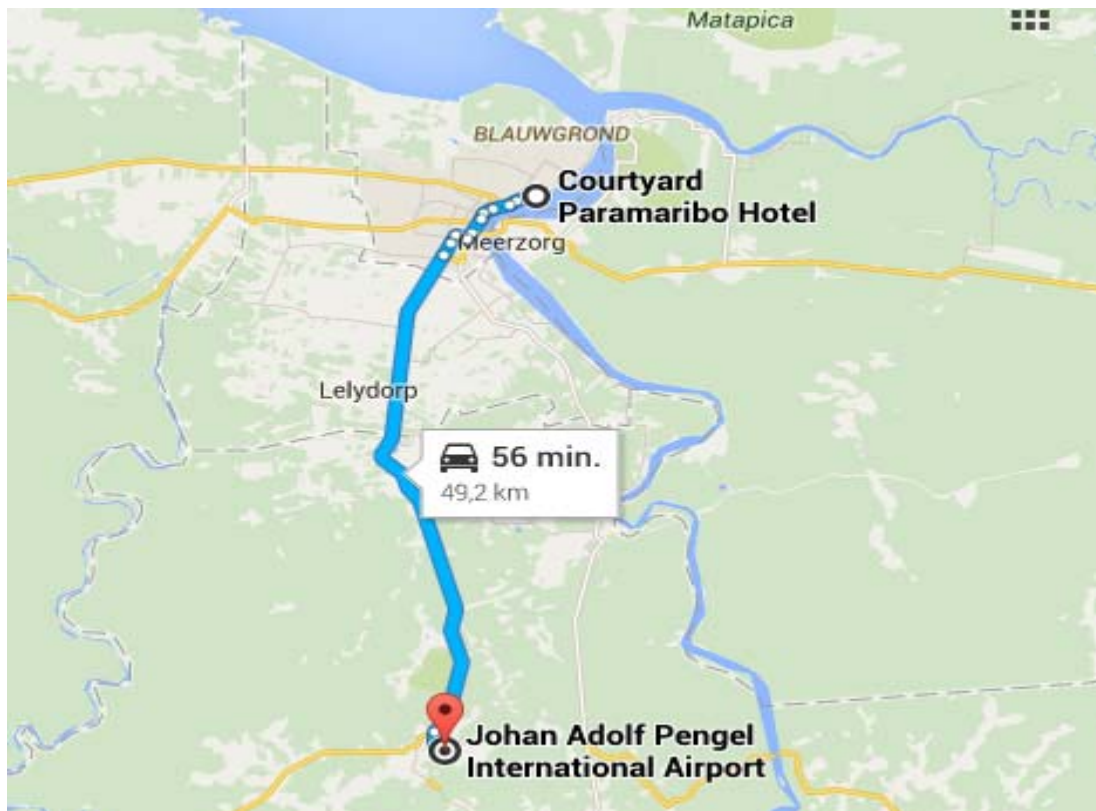 Matapica
BLAUWGROND
Courtyard
Paramaribo Hotel
Meerzorg
Lelydorp
56 min.
49,2 km
Johan Adolf Pengel
International Airport